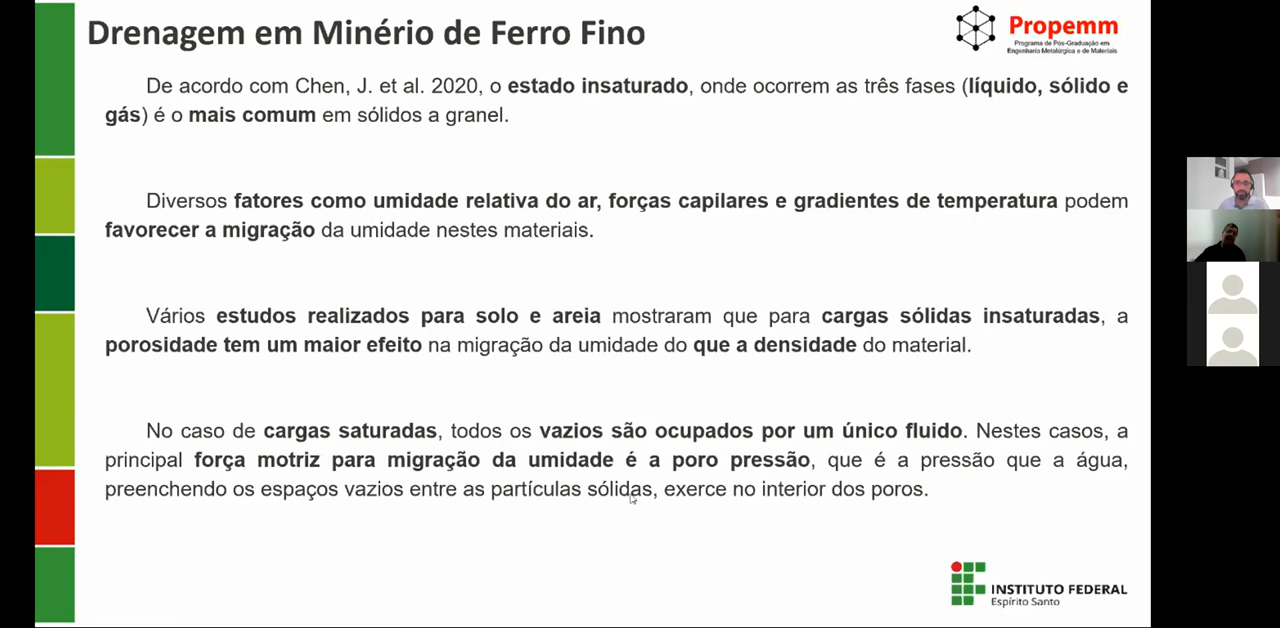 Drenagem em Minério de Ferro Fino
Propemm
Programa de Pós-Graduação em
Engenharia Metalúrgica e de Materiais
De acordo com Chen, J. et al. 2020, o estado insaturado, onde ocorrem as três fases (líquido, sólido e
gás) é o mais comum em sólidos a granel.
Diversos fatores como umidade relativa do ar, forças capilares e gradientes de temperatura podem
favorecer a migração da umidade nestes materiais.
Vários estudos realizados para solo e areia mostraram que para cargas sólidas insaturadas, a
porosidade tem um maior efeito na migração da umidade do que a densidade do material.
No caso de cargas saturadas, todos os vazios são ocupados por um único fluido. Nestes casos, a
principal força motriz para migração da umidade é a poro pressão, que é a pressão que a água,
preenchendo os espaços vazios entre as partículas sólidas, exerce no interior dos poros.
INSTITUTO FEDERAL
Espírito Santo